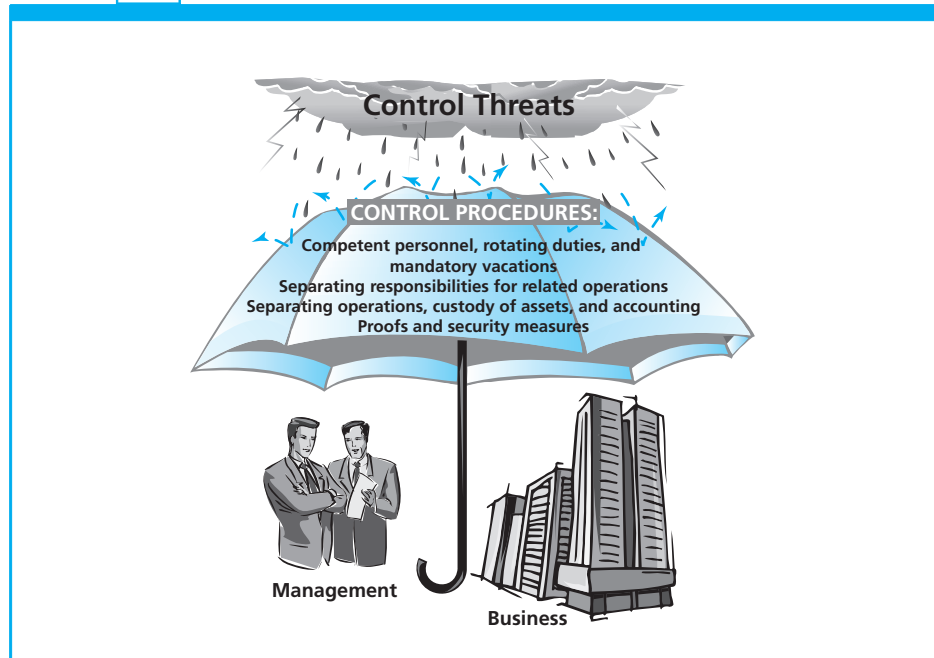 Control Threats
CONTROL PROCEDURES:
Competent personnel, rotating duties, and
mandatory vacations
Separating responsibilities for related operations
Separating operations, custody of assets, and accounting
Proofs and security measures
Management
Business